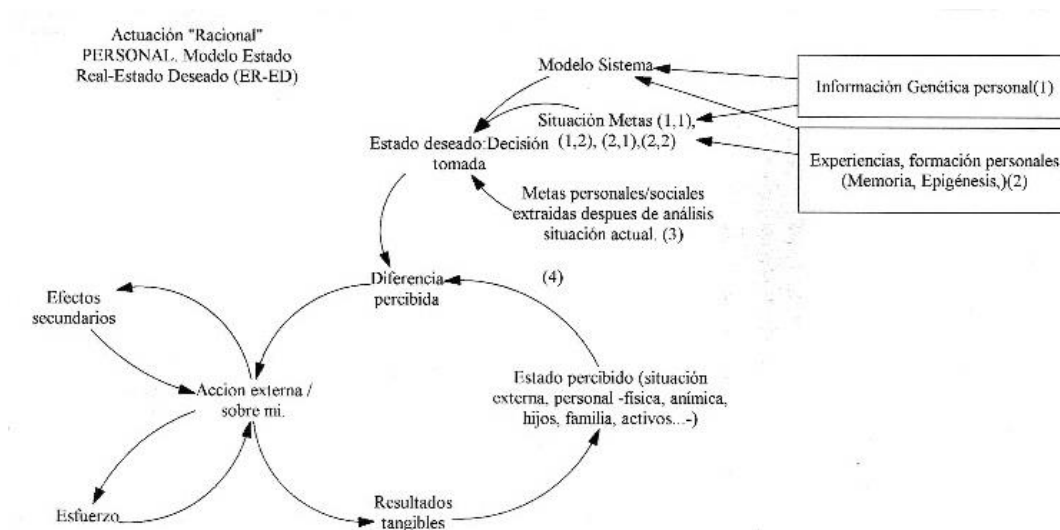 Actuación "Racional"
PERSONAL. Modelo Estado
Real-Estado Deseado (ER-ED)
Modelo Sistema
Información Genética personal(1)
Situación Metas (1,1),
(1,2), (2,1),(2,2)
Estado deseado:Decisión
tomada
Experiencias, formación personales
(Memoria, Epigénesis,)(2)
Metas personales/sociales
extraidas despues de análisis
situación actual. (3)
Diferencia
percibida
(4)
Efectos
secundarios
Accion externa /
sobre mi.
Estado percibido (situación
externa, personal -física, anímica,
hijos, familia, activos...-)
Esfuerzo
Resultados
tangibles